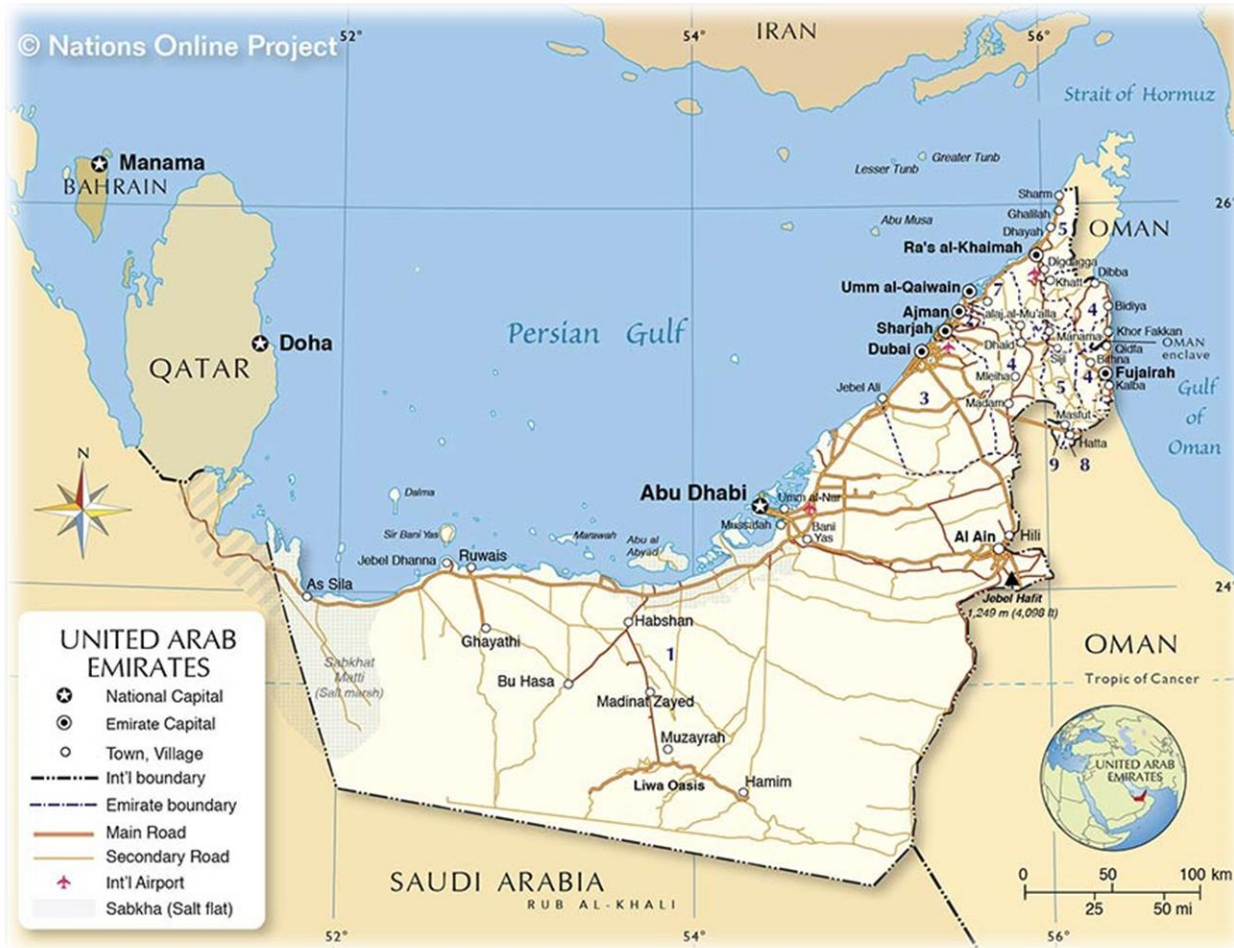 © Nations Online Project
52°
54°
IRAN
56°
Strait of Hormuz
Manama
BAHRAIN
Greater Tunb
Lesser Tunb
Sharm
26°
Abu Musa
Ghalilah
Dhayah
5
OMAN
Ra's al-Khaimah
Digdagga
Khatt
Dibba
Umm al-Qaiwain
7
Bidiya
Ajman
alaj al-Mu'alla
4
Persian Gulf
Sharjah
Manama
Khor Fakkan
Doha
Dubai
Dhaid
Siji
Qidfa
OMAN
enclave
Bithna
QATAR
Mleiha
4
5
4
Fujairah
Jebel Ali
3
Kalba
Gulf
of
Oman
Madam
Masfut
Hatta
9
8
N
Dalma
Abu Dhabi
Umm al-Nar
Mussafah
Bani
Yas
Sir Bani Yas
Marawah
Abu al
Abyad
Al Ain
Hili
Jebel Dhanna
Ruwais
As Sila
24°
Jebel Hafit
1,249 m (4,098 ft)
Habshan
Ghayathi
1
OMAN
Sabkhat
Matti
(Salt marsh)
Bu Hasa
Madinat Zayed
Tropic of Cancer
Muzayrah
Liwa Oasis
Hamim
UNITED ARAB
EMIRATES
National Capital
Emirate Capital
Town, Village
Int'l boundary
Emirate boundary
Main Road
Secondary Road
Int'l Airport
Sabkha (Salt flat)
UNITED ARAB
EMIRATES
SAUDI ARABIA
RUB AL-KHALI
0 50 100 km
25 50 mi
52°
54°
56°